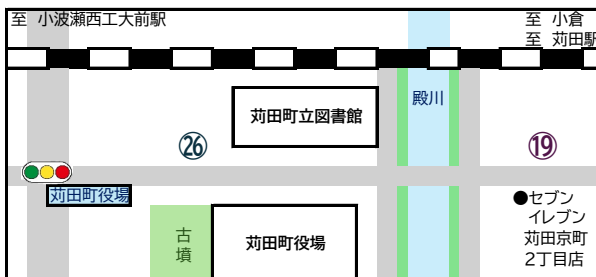 至 小波瀬西工大前駅
至 小倉
至 苅田駅
殿川
苅田町立図書館
㉖
⑲
苅田町役場
●セブン
イレブン
苅田京町
2丁目店
古墳
苅田町役場